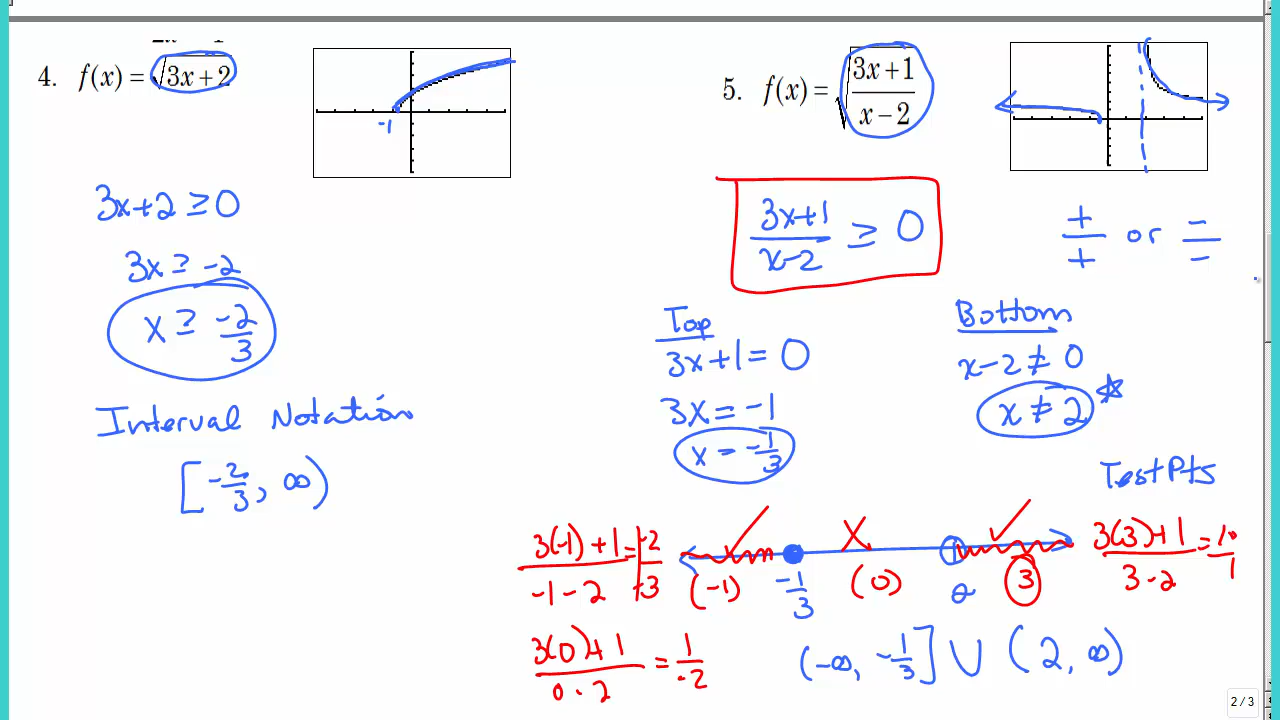 4. f(x) = √(3x + 2)
-1
3x+2 ≥ 0
3x ≥ -2
x ≥ -2/3
Interval Notation
[-2/3, ∞)
5. f(x) = √((3x + 1)/(x − 2))
(3x+1)/(x-2) ≥ 0
+/+ or -/-
Top
3x+1 = 0
3x = -1
x = -1/3
Bottom
x-2 ≠ 0
x ≠ 2
Test Pts
(3(-1)+1)/(-1-2) = -2/-3
(-1) -1/3 (0) 2 3
(3(3)+1)/(3-2) = 10/1
(3(0)+1)/(0-2) = 1/-2
(-∞, -1/3] ∪ (2, ∞)
2 / 3